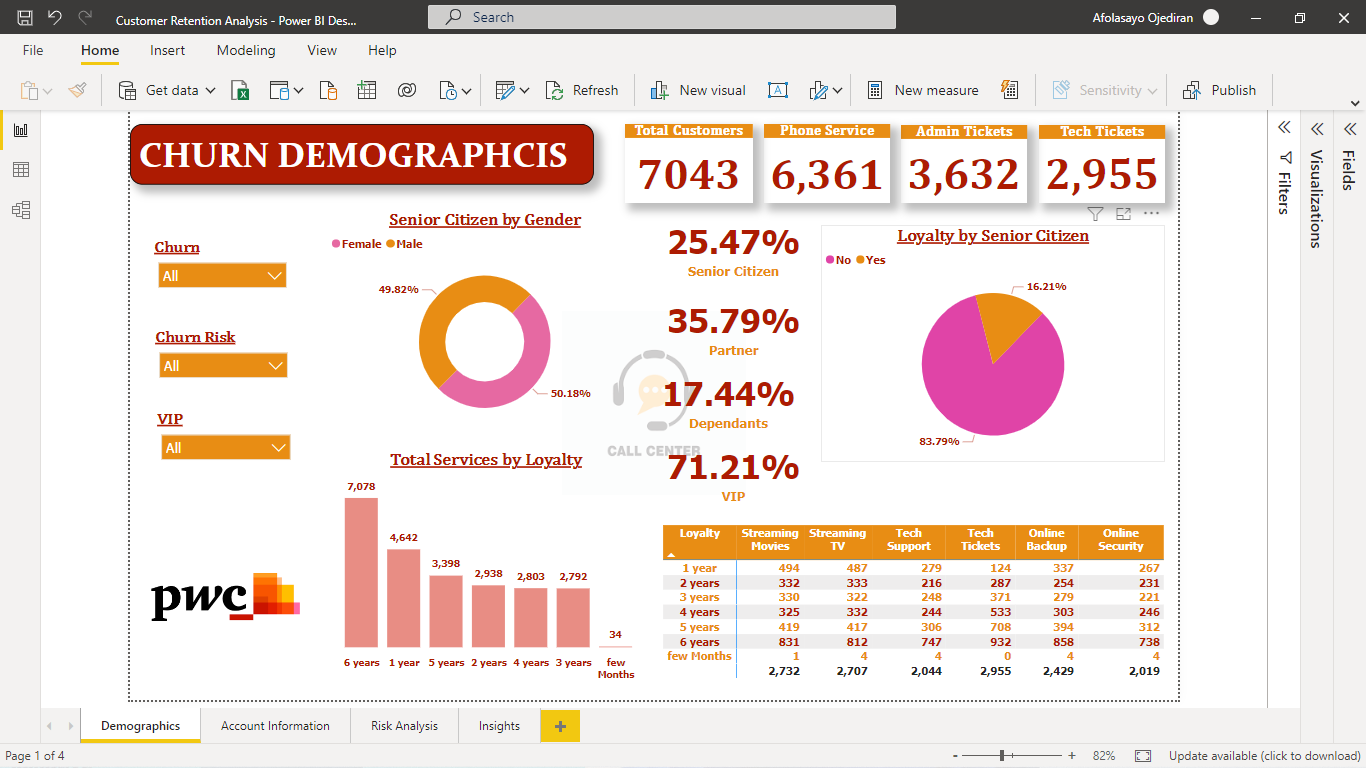 Customer Retention Analysis - Power BI Des...
Search
Afolasayo Ojediran
File
Home
Insert
Modeling
View
Help
Get data
Refresh
New visual
New measure
Sensitivity
Publish
CHURN DEMOGRAPHCIS
Total Customers
7043
Phone Service
6,361
Admin Tickets
3,632
Tech Tickets
2,955
Filters
Visualizations
Fields
Churn
All
Churn Risk
All
VIP
All
Senior Citizen by Gender
Female Male
49.82%
50.18%
25.47%
Senior Citizen
35.79%
Partner
17.44%
Dependants
71.21%
VIP
CALL CENTER
Loyalty by Senior Citizen
No Yes
16.21%
83.79%
Total Services by Loyalty
7,078
4,642
3,398
2,938
2,803
2,792
34
6 years 1 year 5 years 2 years 4 years 3 years few Months
pwc
Loyalty Streaming Movies Streaming TV Tech Support Tech Tickets Online Backup Online Security
1 year 494 487 279 124 337 267
2 years 332 333 216 287 254 231
3 years 330 322 248 371 279 221
4 years 325 332 244 533 303 246
5 years 419 417 306 708 394 312
6 years 831 812 747 932 858 738
few Months 1 4 4 0 4 4
2,732 2,707 2,044 2,955 2,429 2,019
Demographics
Account Information
Risk Analysis
Insights
Page 1 of 4
82%
Update available (click to download)